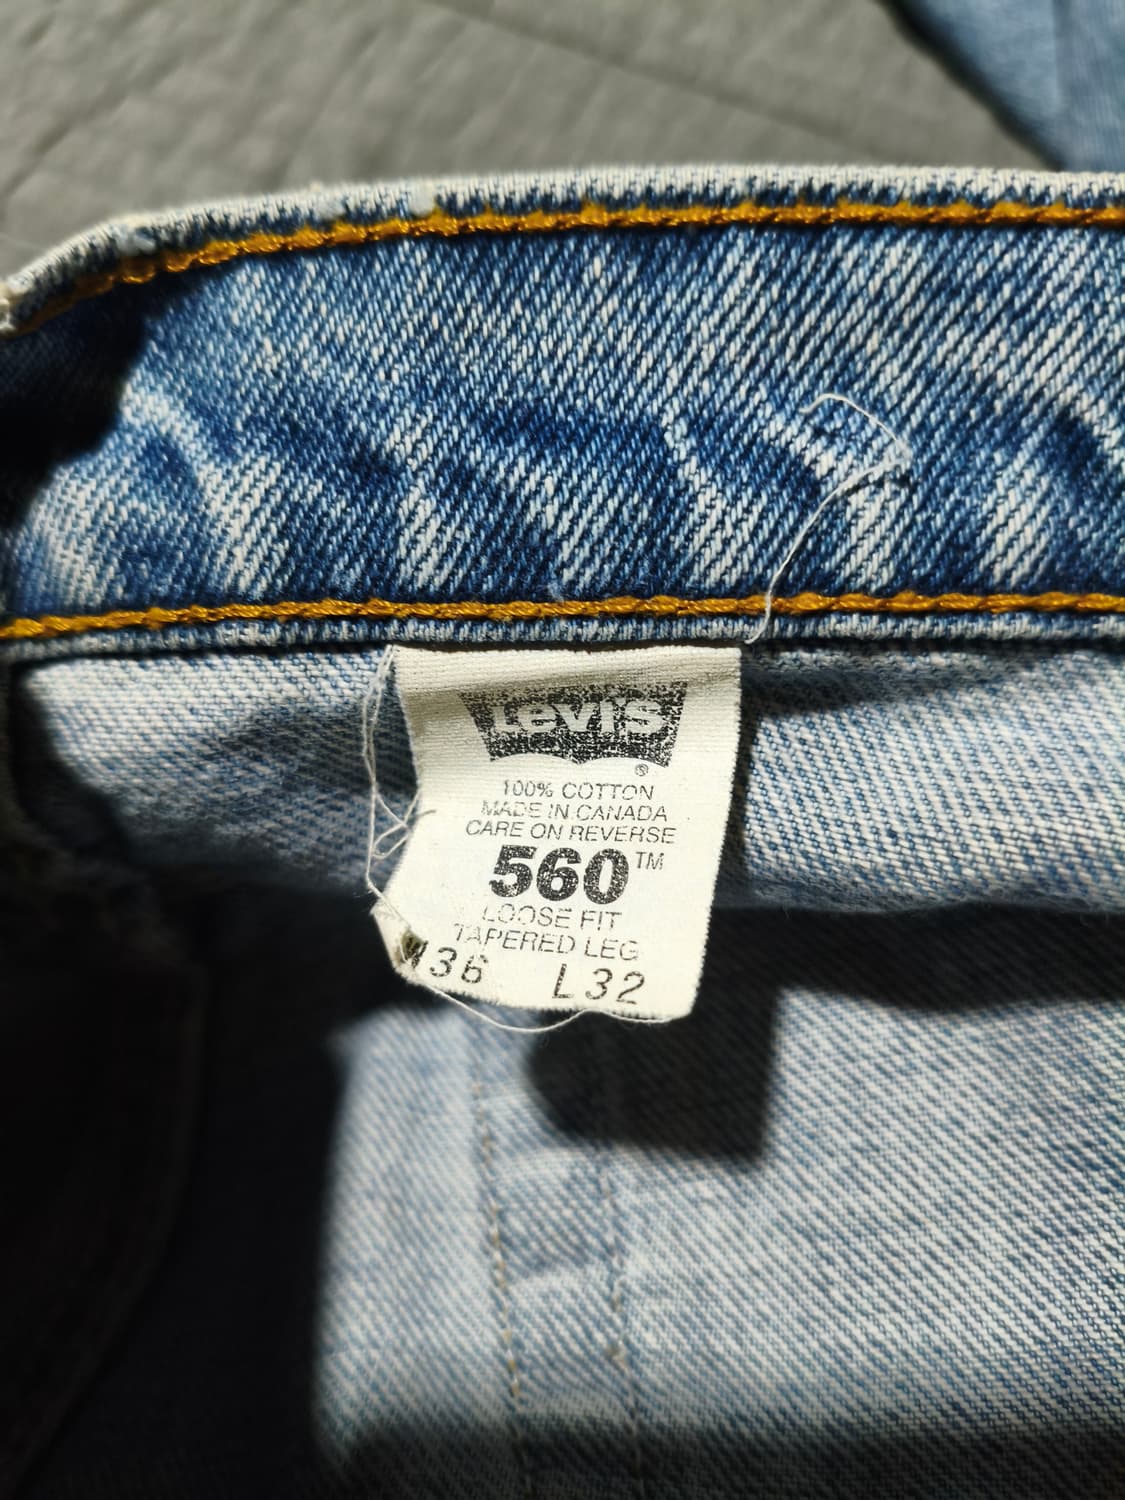 Levi's
®
100% COTTON
MADE IN CANADA
CARE ON REVERSE
560™
LOOSE FIT
TAPERED LEG
W36 L32